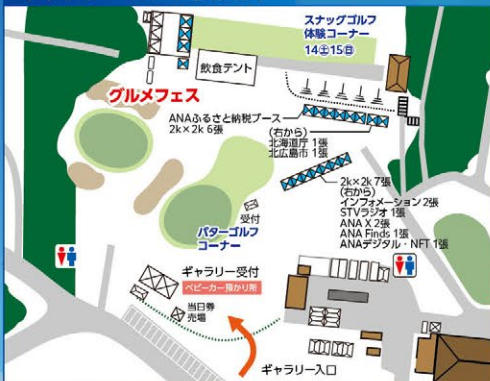 スナッグゴルフ
体験コーナー
14土15日
飲食テント
グルメフェス
ANAふるさと納税ブース
2k×2k 6張
(右から)
北海道庁 1張
北広島市 1張
2k×2k 7張
(右から)
インフォメーション 2張
STVラジオ 1張
ANA X 2張
ANA Finds 1張
ANAデジタル・NFT 1張
受付
パターゴルフ
コーナー
ギャラリー受付
ベビーカー預かり所
当日券
売場
ギャラリー入口